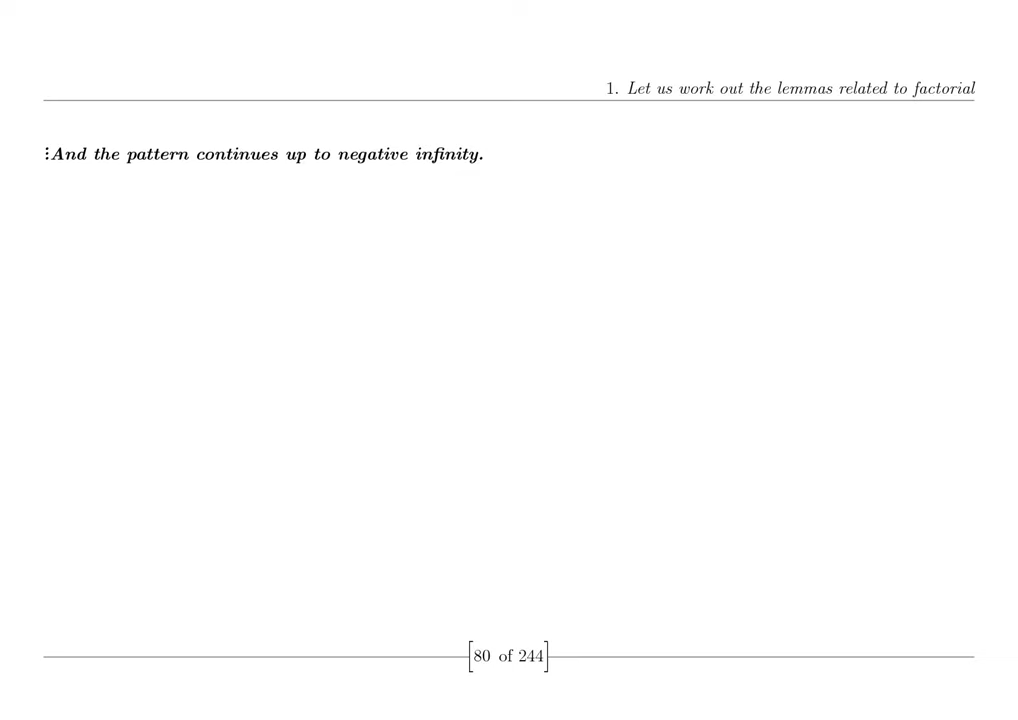 1. Let us work out the lemmas related to factorial
⋮And the pattern continues up to negative infinity.
[80 of 244]